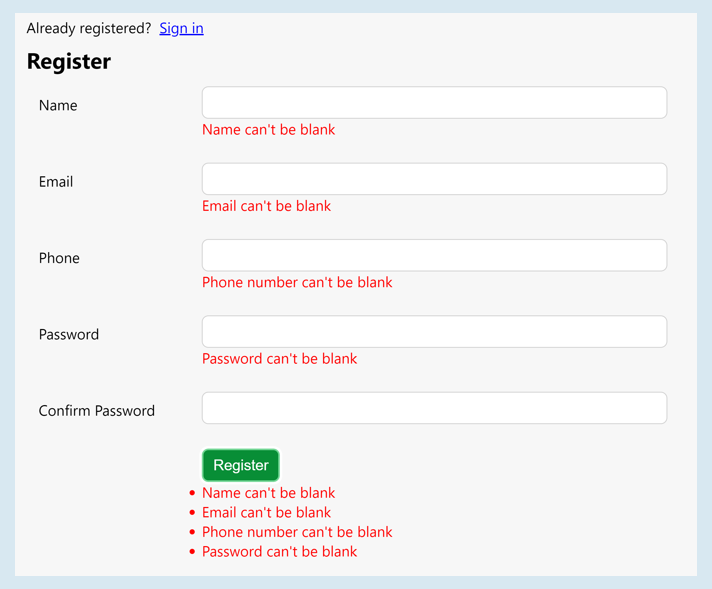 Already registered? Sign in
Register
Name
Name can't be blank
Email
Email can't be blank
Phone
Phone number can't be blank
Password
Password can't be blank
Confirm Password
Register
Name can't be blank
Email can't be blank
Phone number can't be blank
Password can't be blank